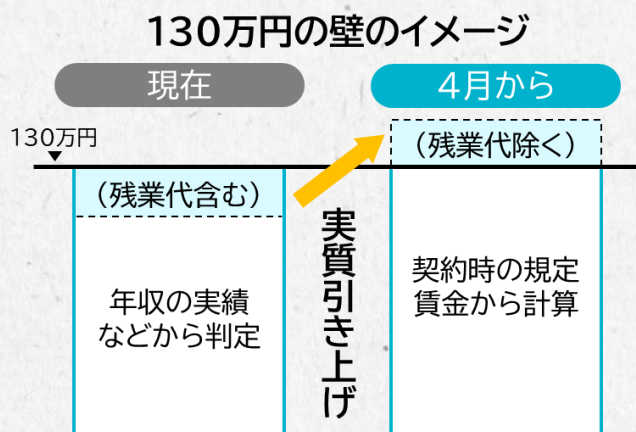 130万円の壁のイメージ
現在
4月から
130万円
(残業代含む)
(残業代除く)
年収の実績
などから判定
実質引き上げ
契約時の規定
賃金から計算